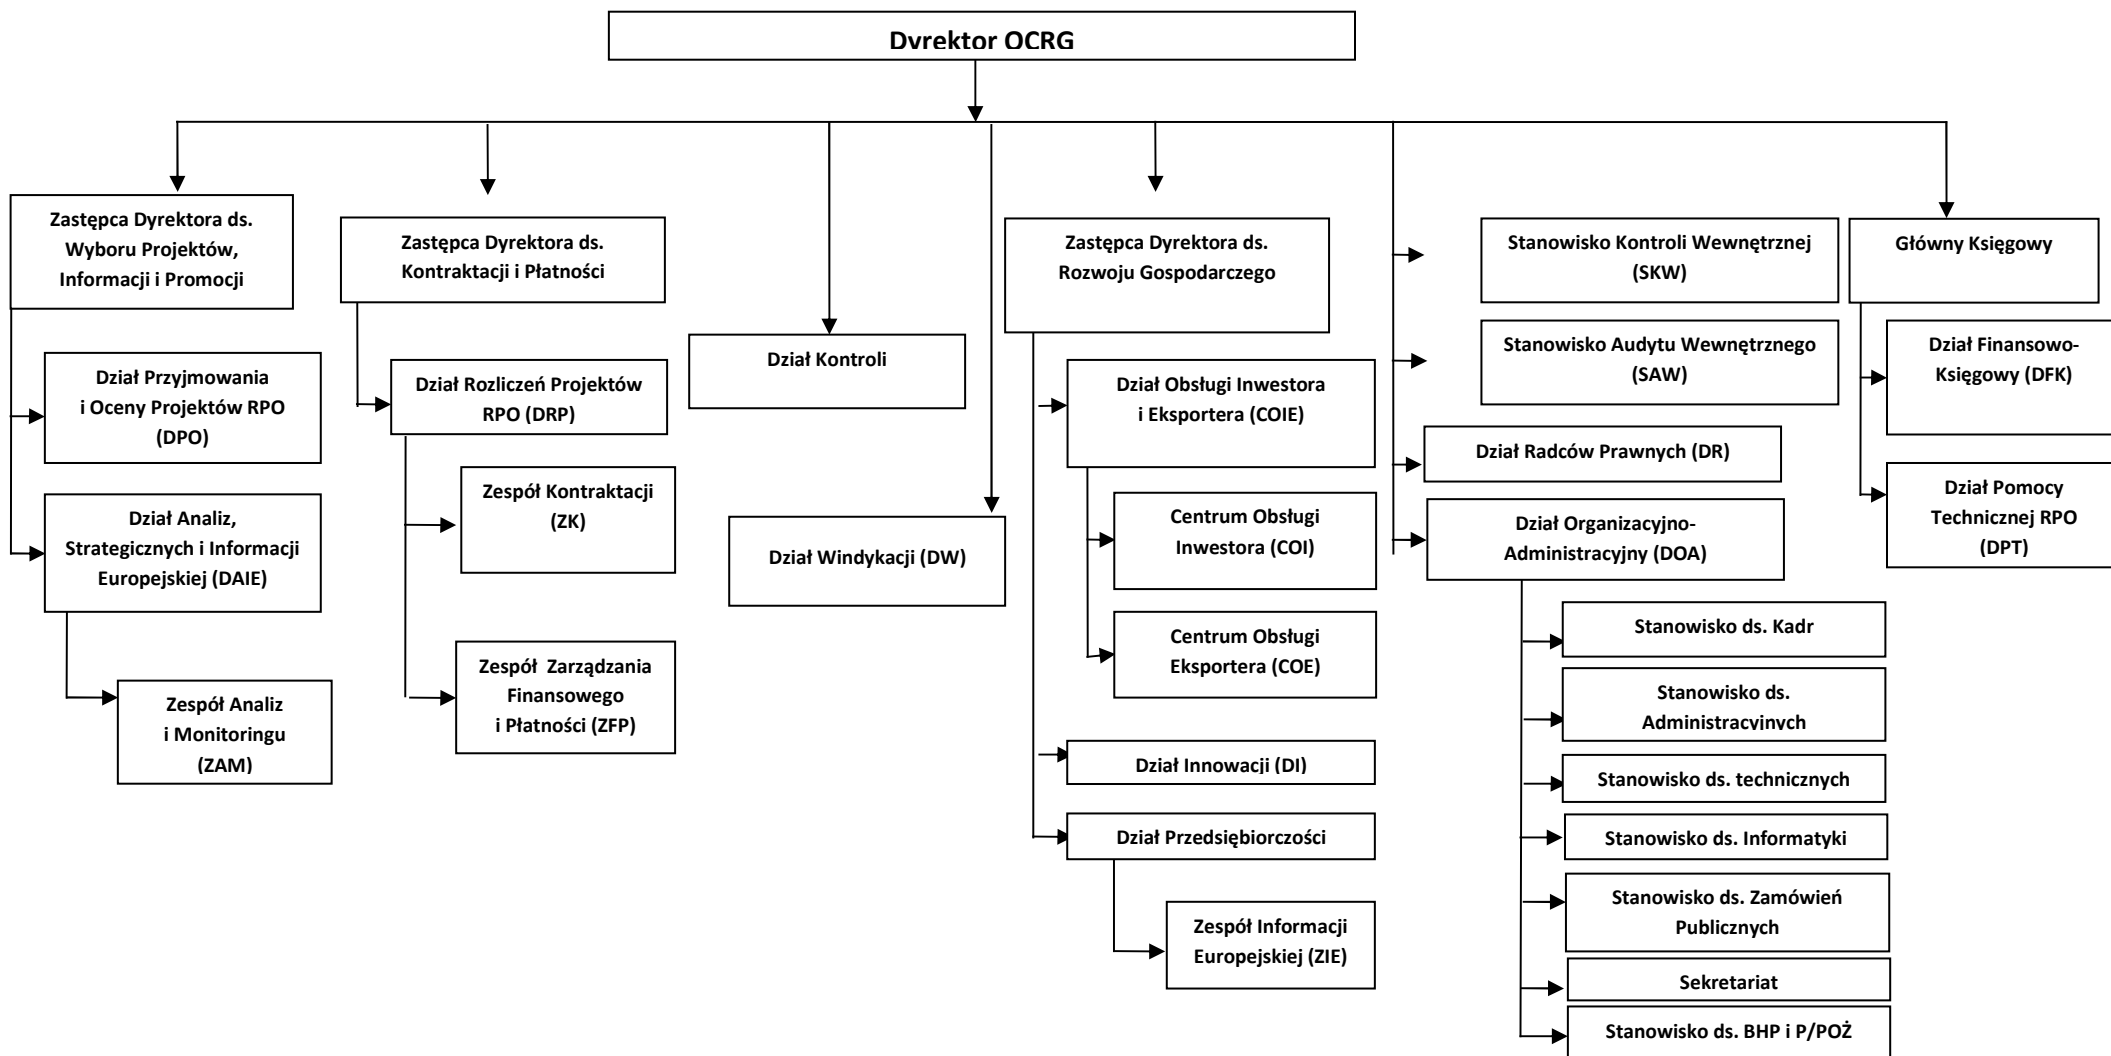 Dyrektor OCRG
Zastępca Dyrektora ds.
Wyboru Projektów,
Informacji i Promocji
Dział Przyjmowania
i Oceny Projektów RPO
(DPO)
Dział Analiz,
Strategicznych i Informacji
Europejskiej (DAIE)
Zespół Analiz
i Monitoringu
(ZAM)
Zastępca Dyrektora ds.
Kontraktacji i Płatności
Dział Rozliczeń Projektów
RPO (DRP)
Zespół Kontraktacji
(ZK)
Zespół Zarządzania
Finansowego
i Płatności (ZFP)
Dział Kontroli
Dział Windykacji (DW)
Zastępca Dyrektora ds.
Rozwoju Gospodarczego
Dział Obsługi Inwestora
i Eksportera (COIE)
Centrum Obsługi
Inwestora (COI)
Centrum Obsługi
Eksportera (COE)
Dział Innowacji (DI)
Dział Przedsiębiorczości
Zespół Informacji
Europejskiej (ZIE)
Stanowisko Kontroli Wewnętrznej
(SKW)
Stanowisko Audytu Wewnętrznego
(SAW)
Dział Radców Prawnych (DR)
Dział Organizacyjno-
Administracyjny (DOA)
Stanowisko ds. Kadr
Stanowisko ds.
Administracyjnych
Stanowisko ds. technicznych
Stanowisko ds. Informatyki
Stanowisko ds. Zamówień
Publicznych
Sekretariat
Stanowisko ds. BHP i P/POŻ
Główny Księgowy
Dział Finansowo-
Księgowy (DFK)
Dział Pomocy
Technicznej RPO
(DPT)